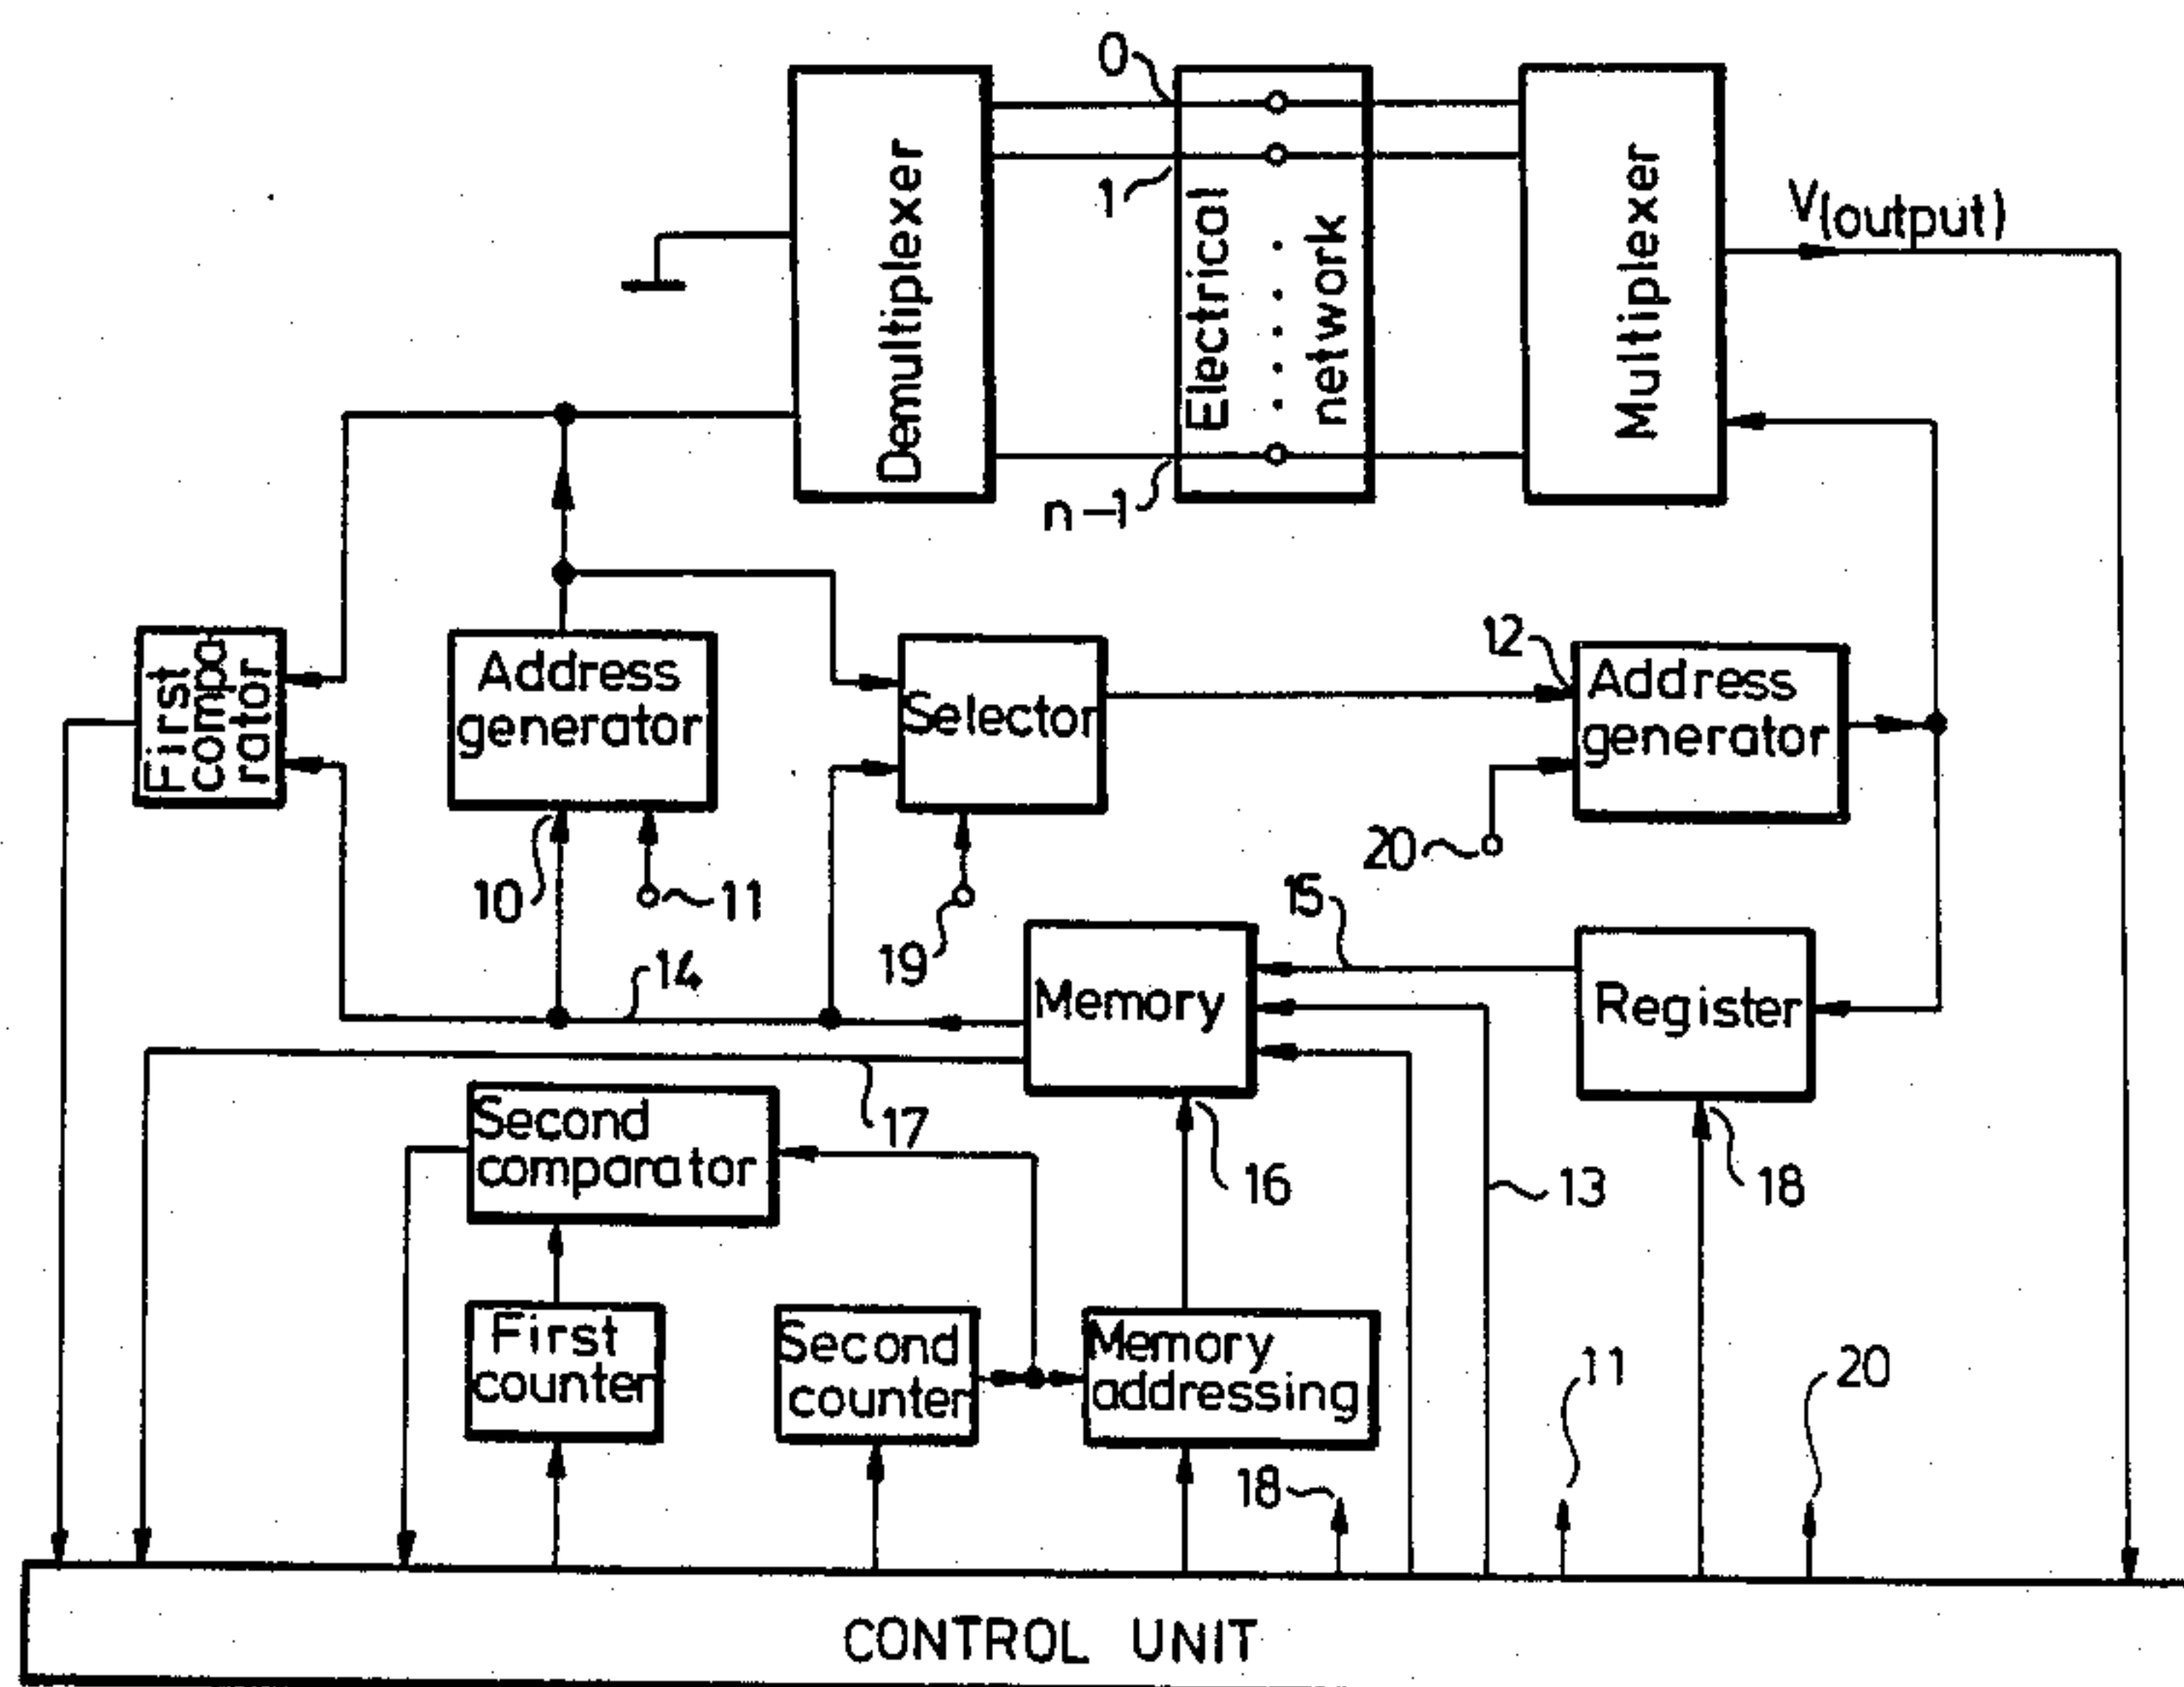 0
1
n-1
Demultiplexer
Electrical
network
Multiplexer
V(output)
First
compa-
rator
Address
generator
Selector
12
Address
generator
10
11
19
20
15
14
Memory
Register
17
16
13
18
Second
comparator
First
counter
Second
counter
Memory
addressing
18
11
20
CONTROL UNIT